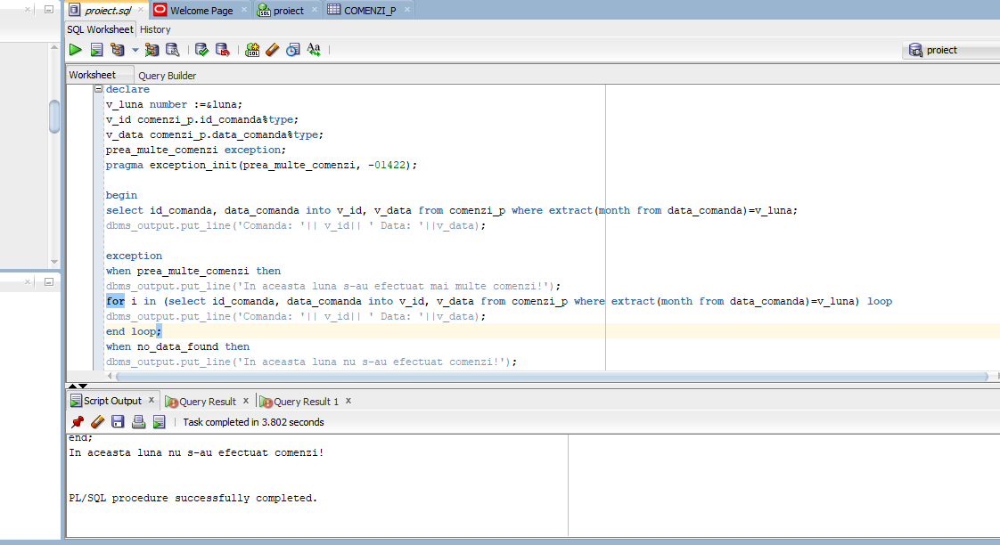 proiect.sql
Welcome Page
proiect
COMENZI_P
SQL Worksheet History
proiect
Worksheet Query Builder
declare
v_luna number :=&luna;
v_id comenzi_p.id_comanda%type;
v_data comenzi_p.data_comanda%type;
prea_multe_comenzi exception;
pragma exception_init(prea_multe_comenzi, -01422);
begin
select id_comanda, data_comanda into v_id, v_data from comenzi_p where extract(month from data_comanda)=v_luna;
dbms_output.put_line('Comanda: '|| v_id|| ' Data: '||v_data);
exception
when prea_multe_comenzi then
dbms_output.put_line('In aceasta luna s-au efectuat mai multe comenzi!');
for i in (select id_comanda, data_comanda into v_id, v_data from comenzi_p where extract(month from data_comanda)=v_luna) loop
dbms_output.put_line('Comanda: '|| v_id|| ' Data: '||v_data);
end loop;
when no_data_found then
dbms_output.put_line('In aceasta luna nu s-au efectuat comenzi!');
Script Output x Query Result x Query Result 1 x
Task completed in 3.802 seconds
end;
In aceasta luna nu s-au efectuat comenzi!
PL/SQL procedure successfully completed.